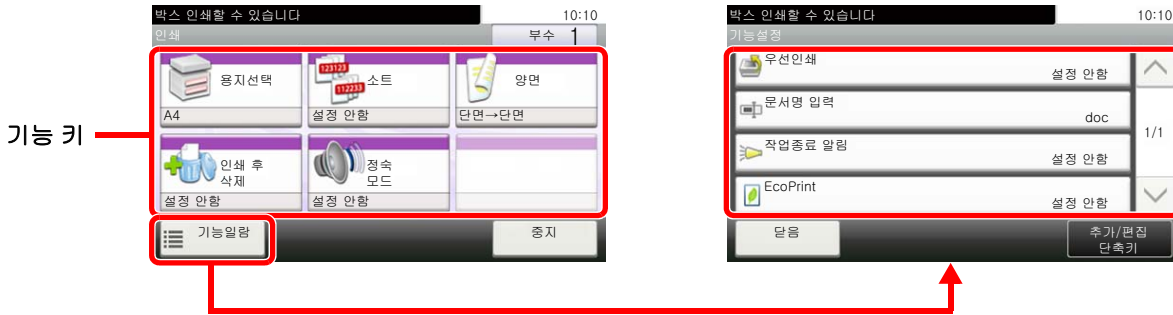 박스 인쇄할 수 있습니다 10:10
인쇄 부수 1
용지선택
A4
123123
112233
소트
설정 안함
양면
단면→단면
기능 키
인쇄 후
삭제
설정 안함
정숙
모드
설정 안함
기능일람
중지
박스 인쇄할 수 있습니다 10:10
기능설정
우선인쇄
설정 안함
문서명 입력
doc
작업종료 알림
설정 안함
EcoPrint
설정 안함
1/1
닫음
추가/편집
단축키